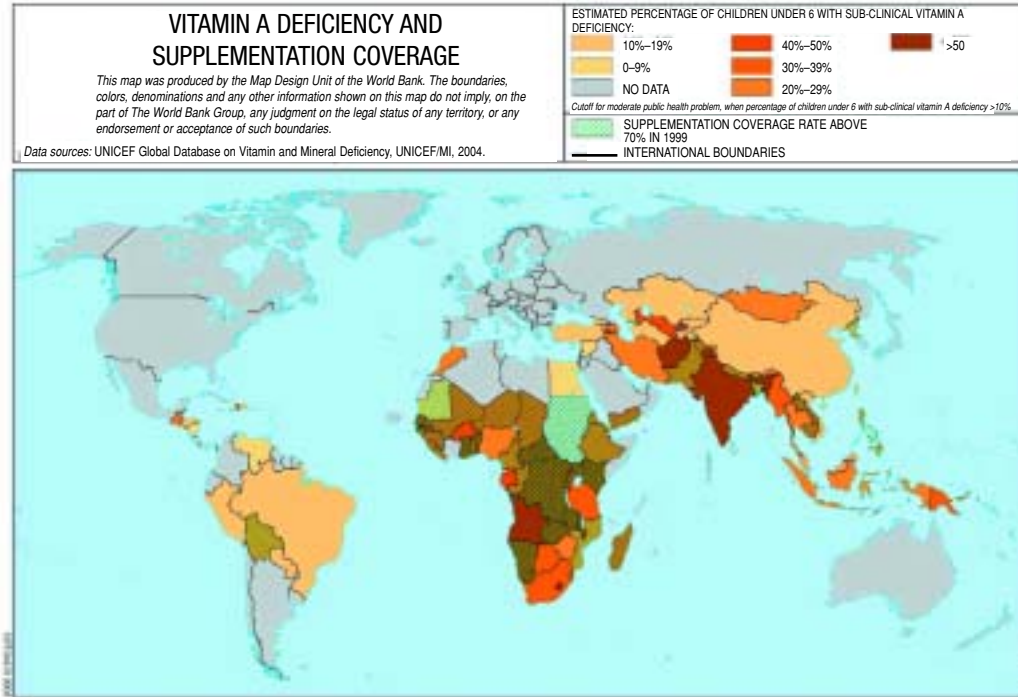 VITAMIN A DEFICIENCY AND
SUPPLEMENTATION COVERAGE
This map was produced by the Map Design Unit of the World Bank. The boundaries,
colors, denominations and any other information shown on this map do not imply, on the
part of The World Bank Group, any judgment on the legal status of any territory, or any
endorsement or acceptance of such boundaries.
Data sources: UNICEF Global Database on Vitamin and Mineral Deficiency, UNICEF/MI, 2004.
ESTIMATED PERCENTAGE OF CHILDREN UNDER 6 WITH SUB-CLINICAL VITAMIN A
DEFICIENCY:
10%–19%
0–9%
NO DATA
40%–50%
30%–39%
20%–29%
>50
Cutoff for moderate public health problem, when percentage of children under 6 with sub-clinical vitamin A deficiency >10%
SUPPLEMENTATION COVERAGE RATE ABOVE
70% IN 1999
INTERNATIONAL BOUNDARIES